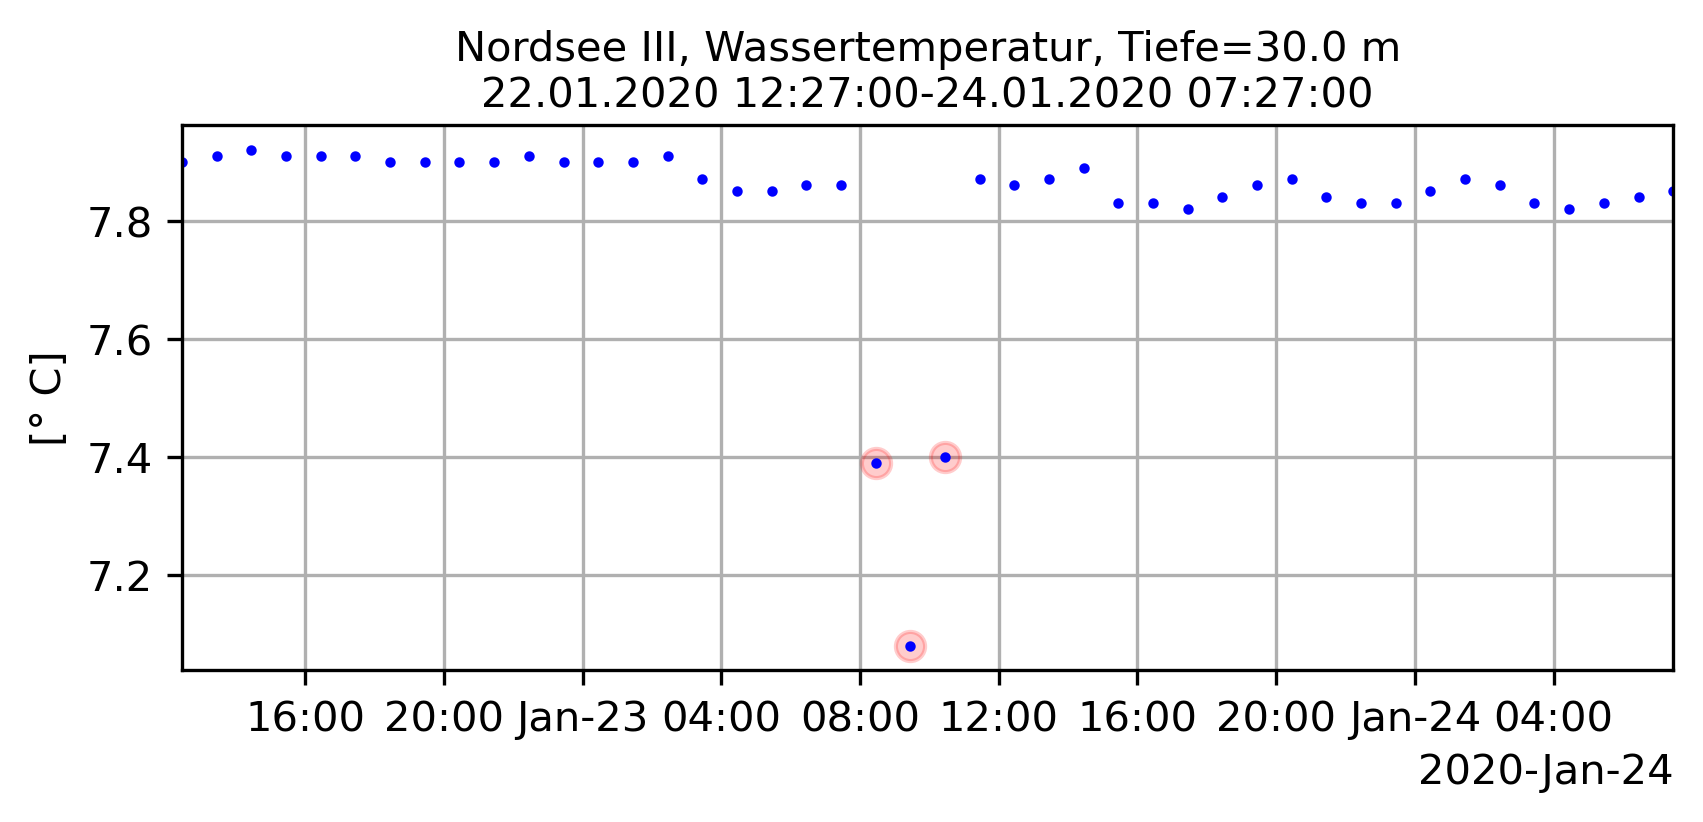 Nordsee III, Wassertemperatur, Tiefe=30.0 m
22.01.2020 12:27:00-24.01.2020 07:27:00
[° C]
7.8
7.6
7.4
7.2
16:00 20:00 Jan-23 04:00 08:00 12:00 16:00 20:00 Jan-24 04:00
2020-Jan-24